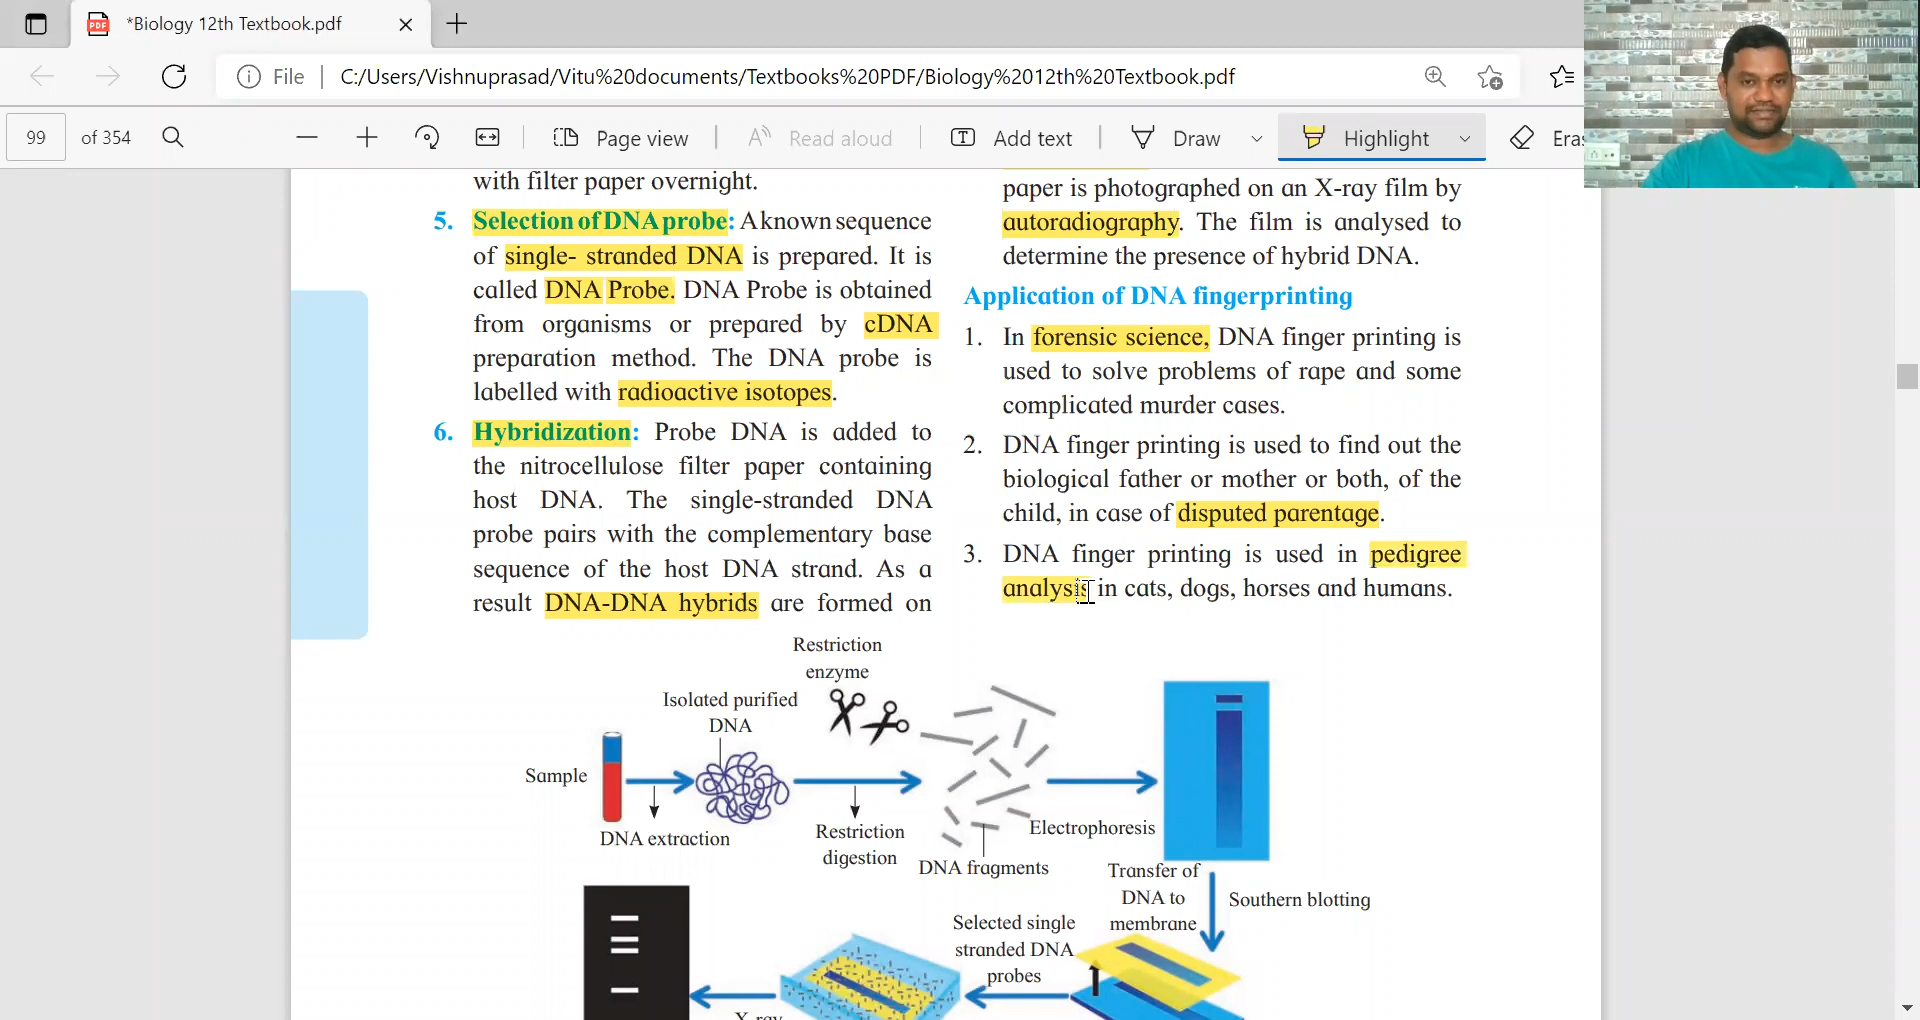 *Biology 12th Textbook.pdf
File
C:/Users/Vishnuprasad/Vitu%20documents/Textbooks%20PDF/Biology%2012th%20Textbook.pdf
99 of 354
Page view
Read aloud
Add text
Draw
Highlight
Eras
with filter paper overnight.
5. Selection of DNA probe: A known sequence
of single- stranded DNA is prepared. It is
called DNA Probe. DNA Probe is obtained
from organisms or prepared by cDNA
preparation method. The DNA probe is
labelled with radioactive isotopes.
6. Hybridization: Probe DNA is added to
the nitrocellulose filter paper containing
host DNA. The single-stranded DNA
probe pairs with the complementary base
sequence of the host DNA strand. As a
result DNA-DNA hybrids are formed on
paper is photographed on an X-ray film by
autoradiography. The film is analysed to
determine the presence of hybrid DNA.
Application of DNA fingerprinting
1. In forensic science, DNA finger printing is
used to solve problems of rape and some
complicated murder cases.
2. DNA finger printing is used to find out the
biological father or mother or both, of the
child, in case of disputed parentage.
3. DNA finger printing is used in pedigree
analysis in cats, dogs, horses and humans.
Restriction
enzyme
Isolated purified
DNA
Sample
DNA extraction
Restriction
digestion
DNA fragments
Electrophoresis
Transfer of
DNA to
membrane
Southern blotting
Selected single
stranded DNA
probes
X-ray